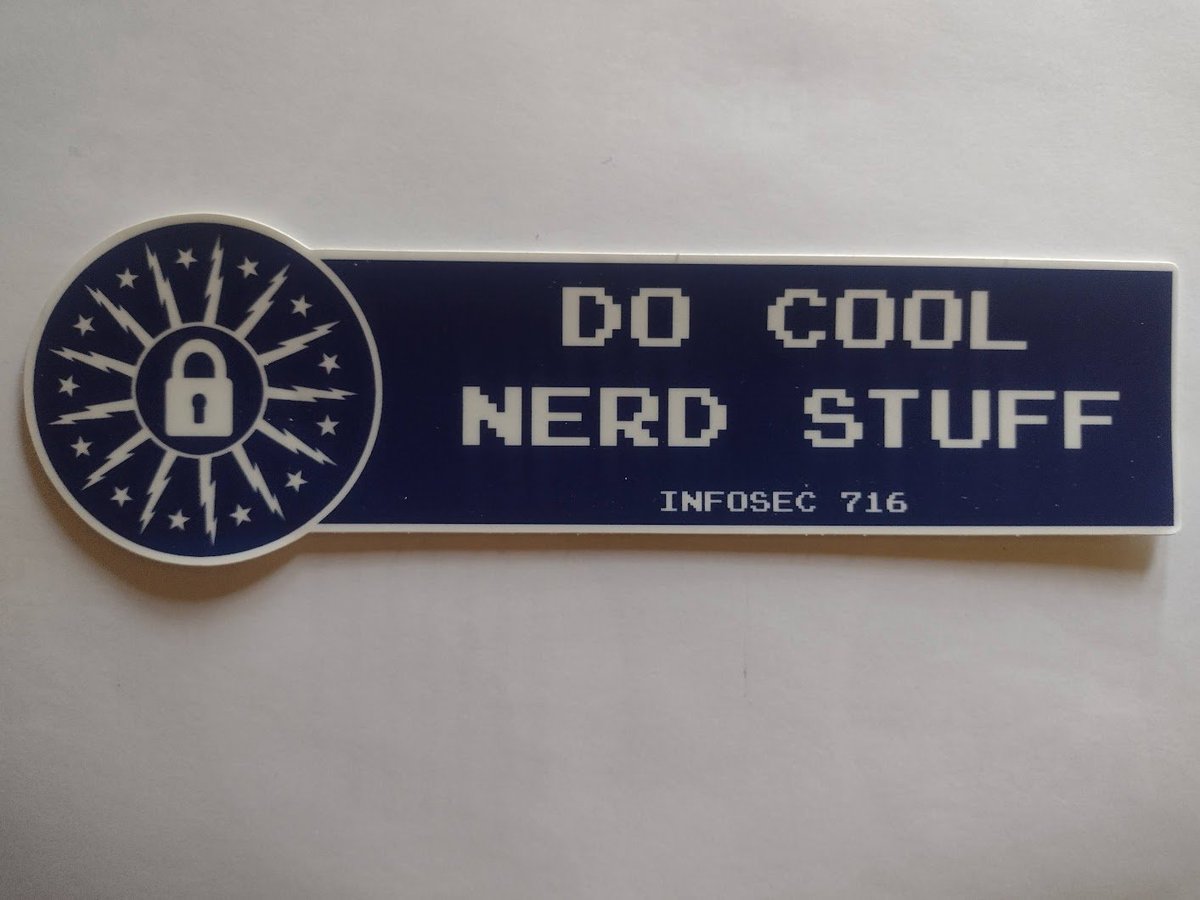 DO COOL
NERD STUFF
INFOSEC 716